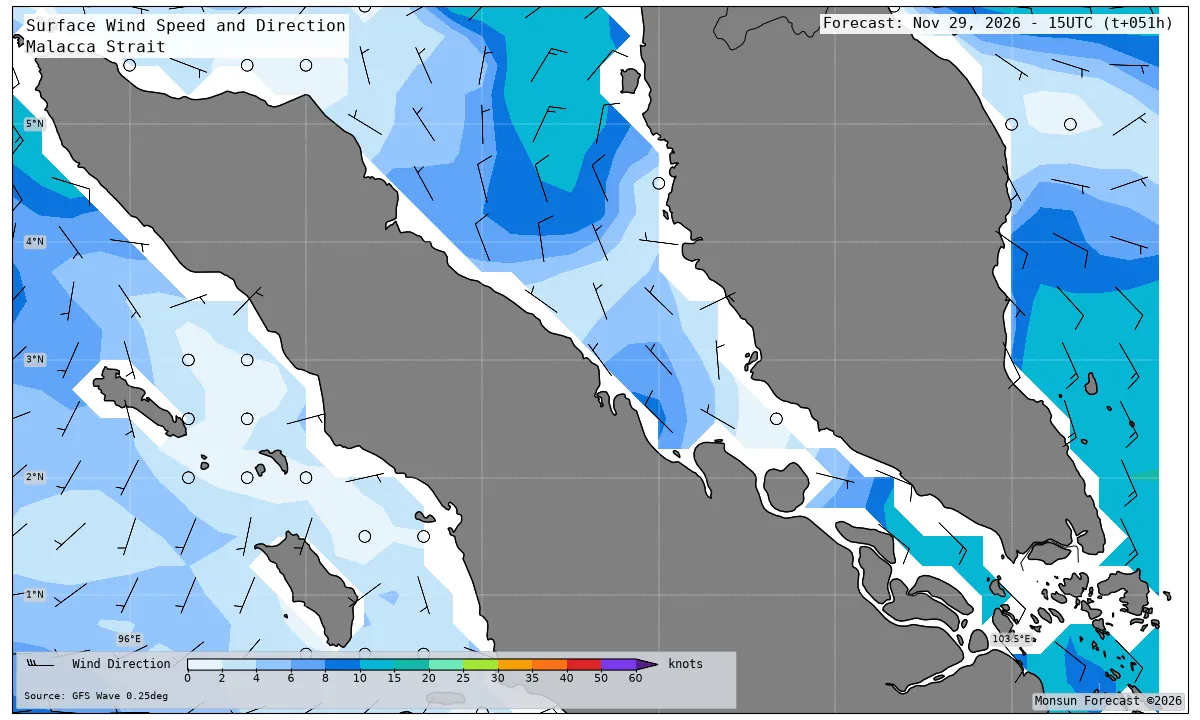 Surface Wind Speed and Direction
Malacca Strait
Forecast: Nov 29, 2026 - 15UTC (t+051h)
5°N
4°N
3°N
2°N
1°N
96°E
103.5°E
Wind Direction
knots
0 2 4 6 8 10 15 20 25 30 35 40 50 60
Source: GFS Wave 0.25deg
Monsun Forecast ©2026